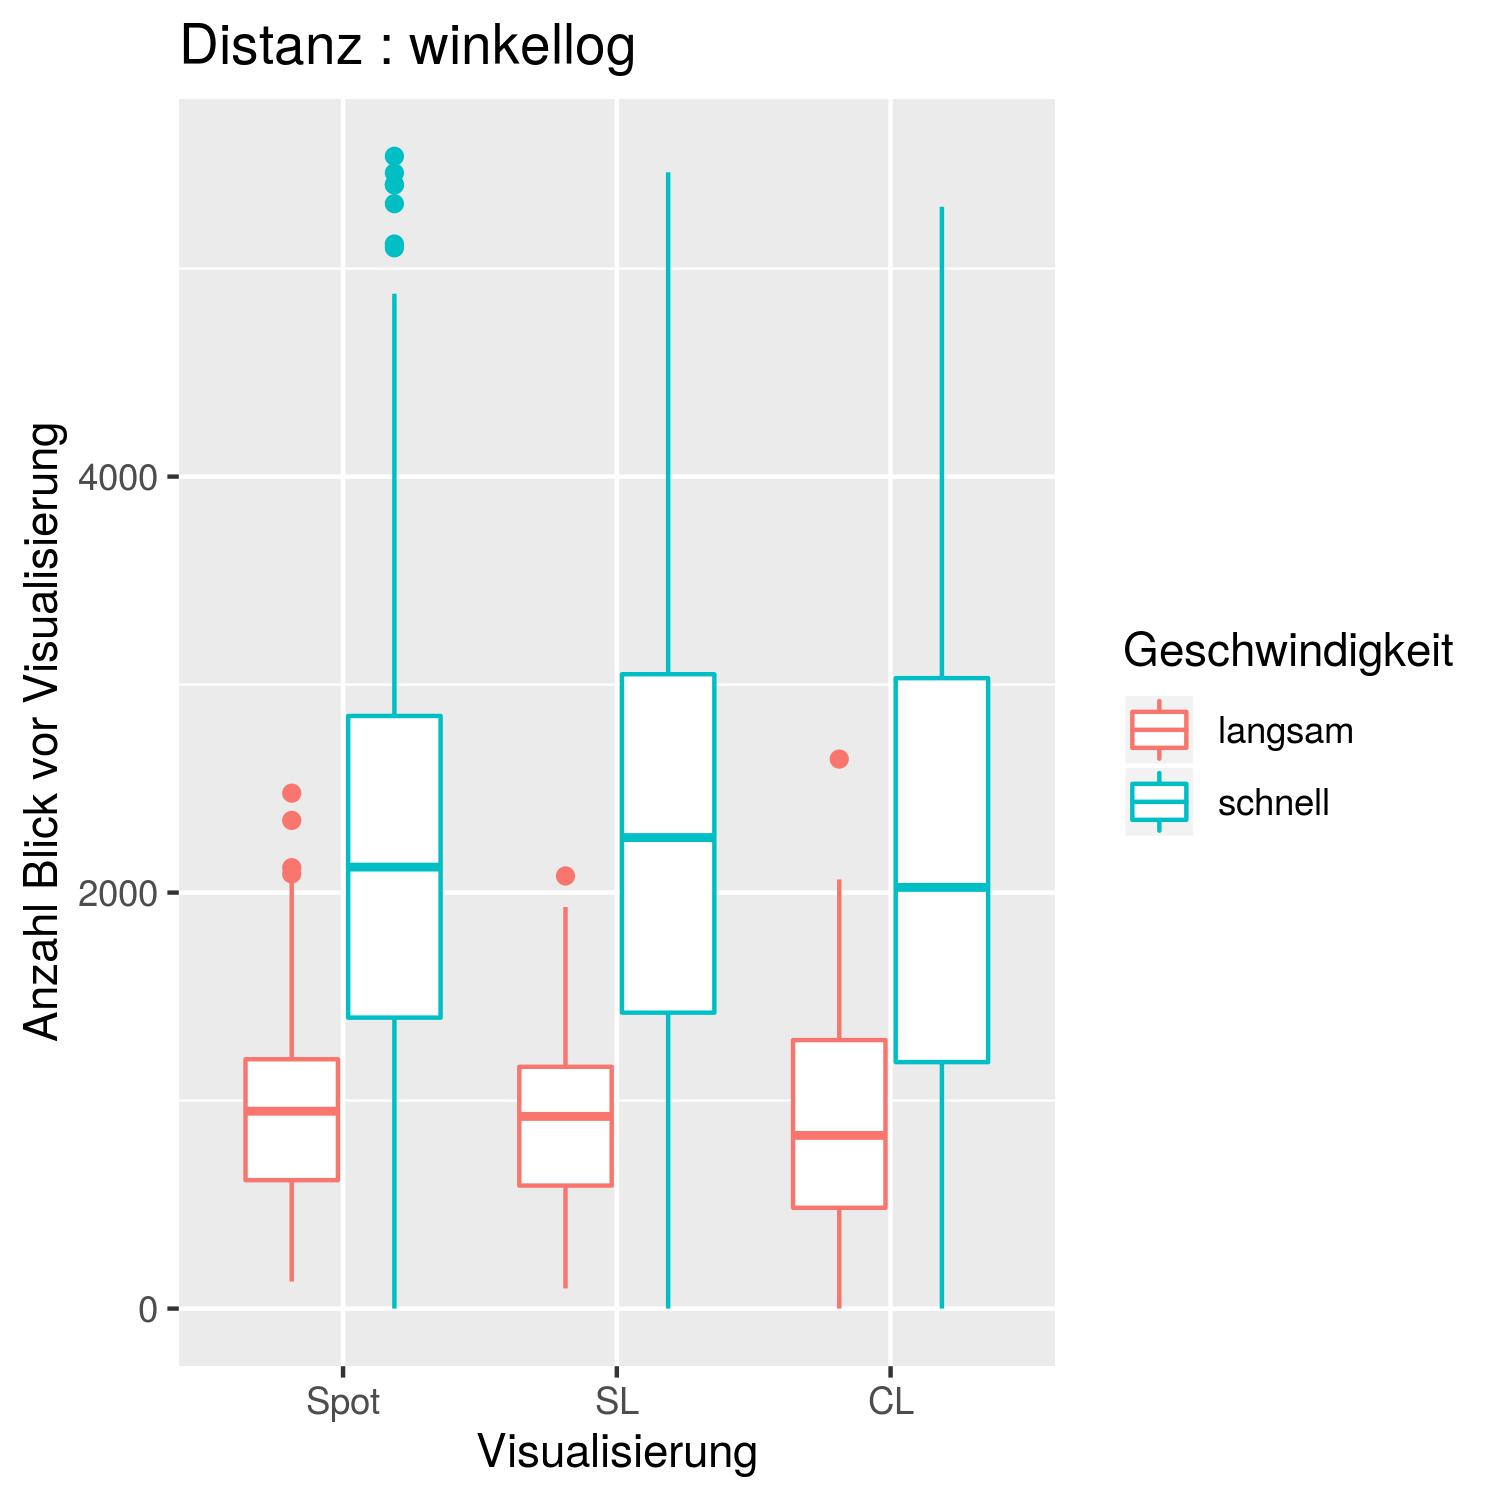 Distanz : winkellog
Anzahl Blick vor Visualisierung
4000
2000
0
Spot SL CL
Visualisierung
Geschwindigkeit
langsam
schnell